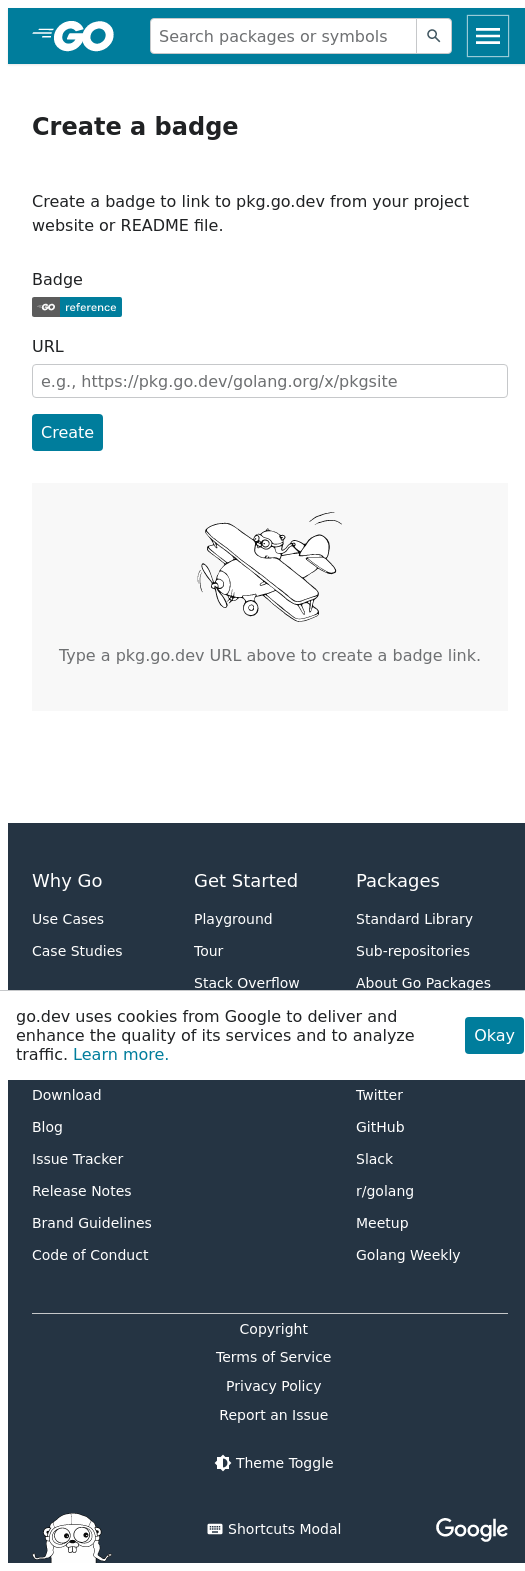 GO
Search packages or symbols
Create a badge
Create a badge to link to pkg.go.dev from your project
website or README file.
Badge
GO reference
URL
e.g., https://pkg.go.dev/golang.org/x/pkgsite
Create
Type a pkg.go.dev URL above to create a badge link.
Why Go
Use Cases
Case Studies
Get Started
Playground
Tour
Stack Overflow
Packages
Standard Library
Sub-repositories
About Go Packages
go.dev uses cookies from Google to deliver and
enhance the quality of its services and to analyze
traffic. Learn more.
Okay
Download
Blog
Issue Tracker
Release Notes
Brand Guidelines
Code of Conduct
Twitter
GitHub
Slack
r/golang
Meetup
Golang Weekly
Copyright
Terms of Service
Privacy Policy
Report an Issue
Theme Toggle
Shortcuts Modal
Google